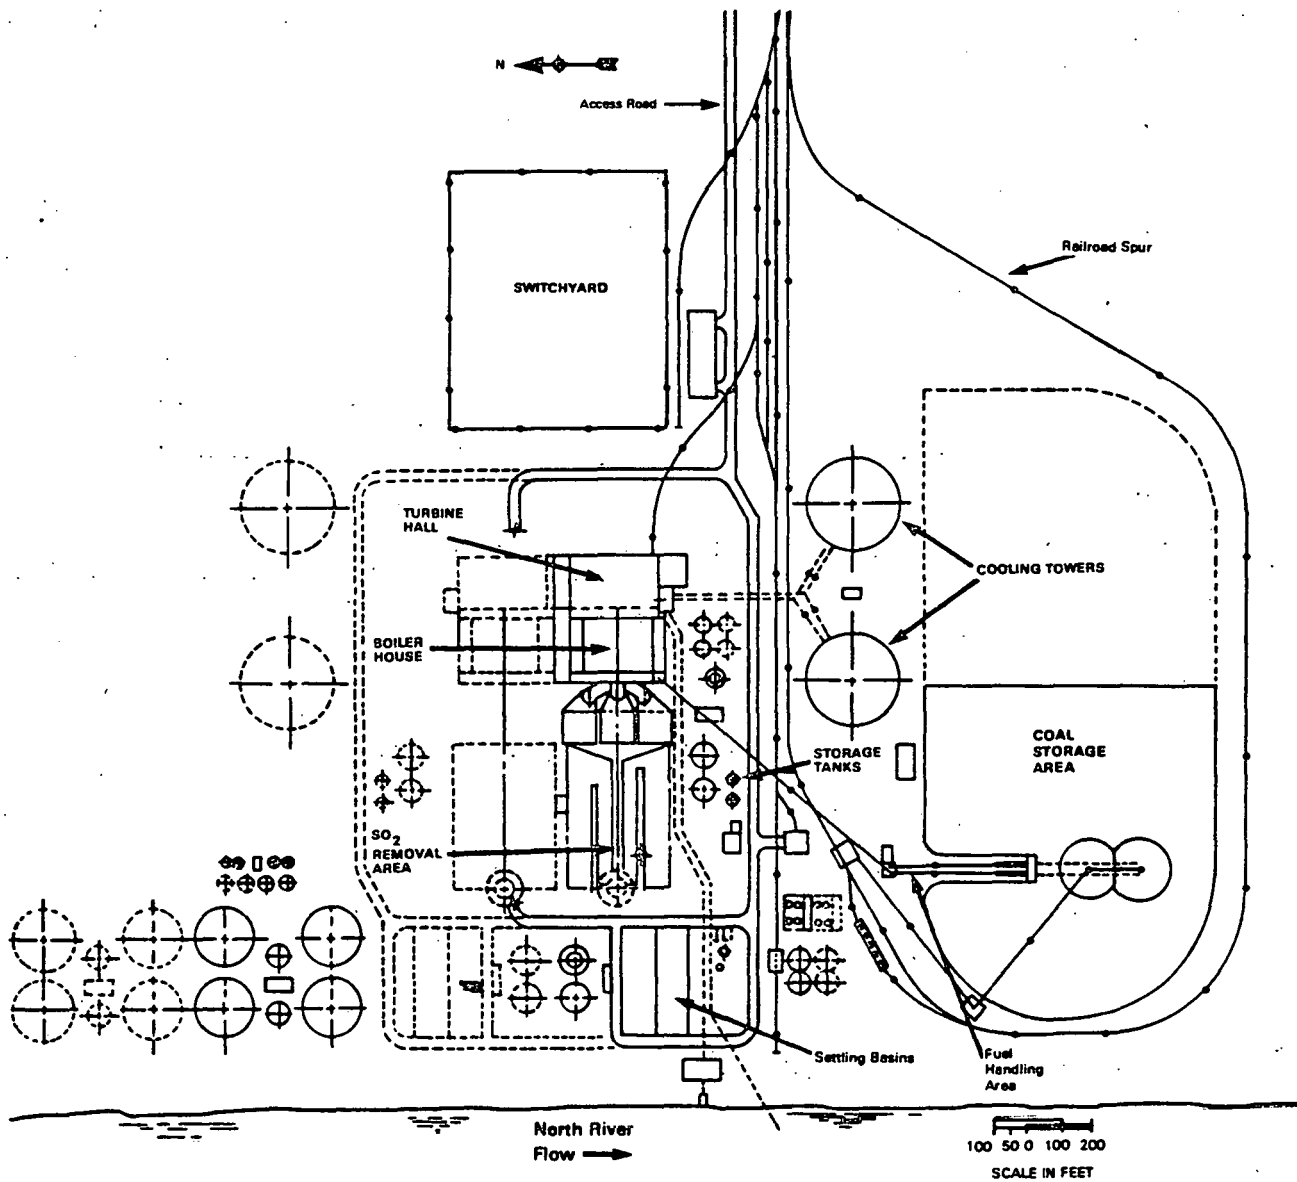 N
Access Road
Railroad Spur
SWITCHYARD
TURBINE
HALL
COOLING TOWERS
BOILER
HOUSE
COAL
STORAGE
AREA
STORAGE
TANKS
SO2
REMOVAL
AREA
Settling Basins
Fuel
Handling
Area
North River
Flow
100 50 0 100 200
SCALE IN FEET